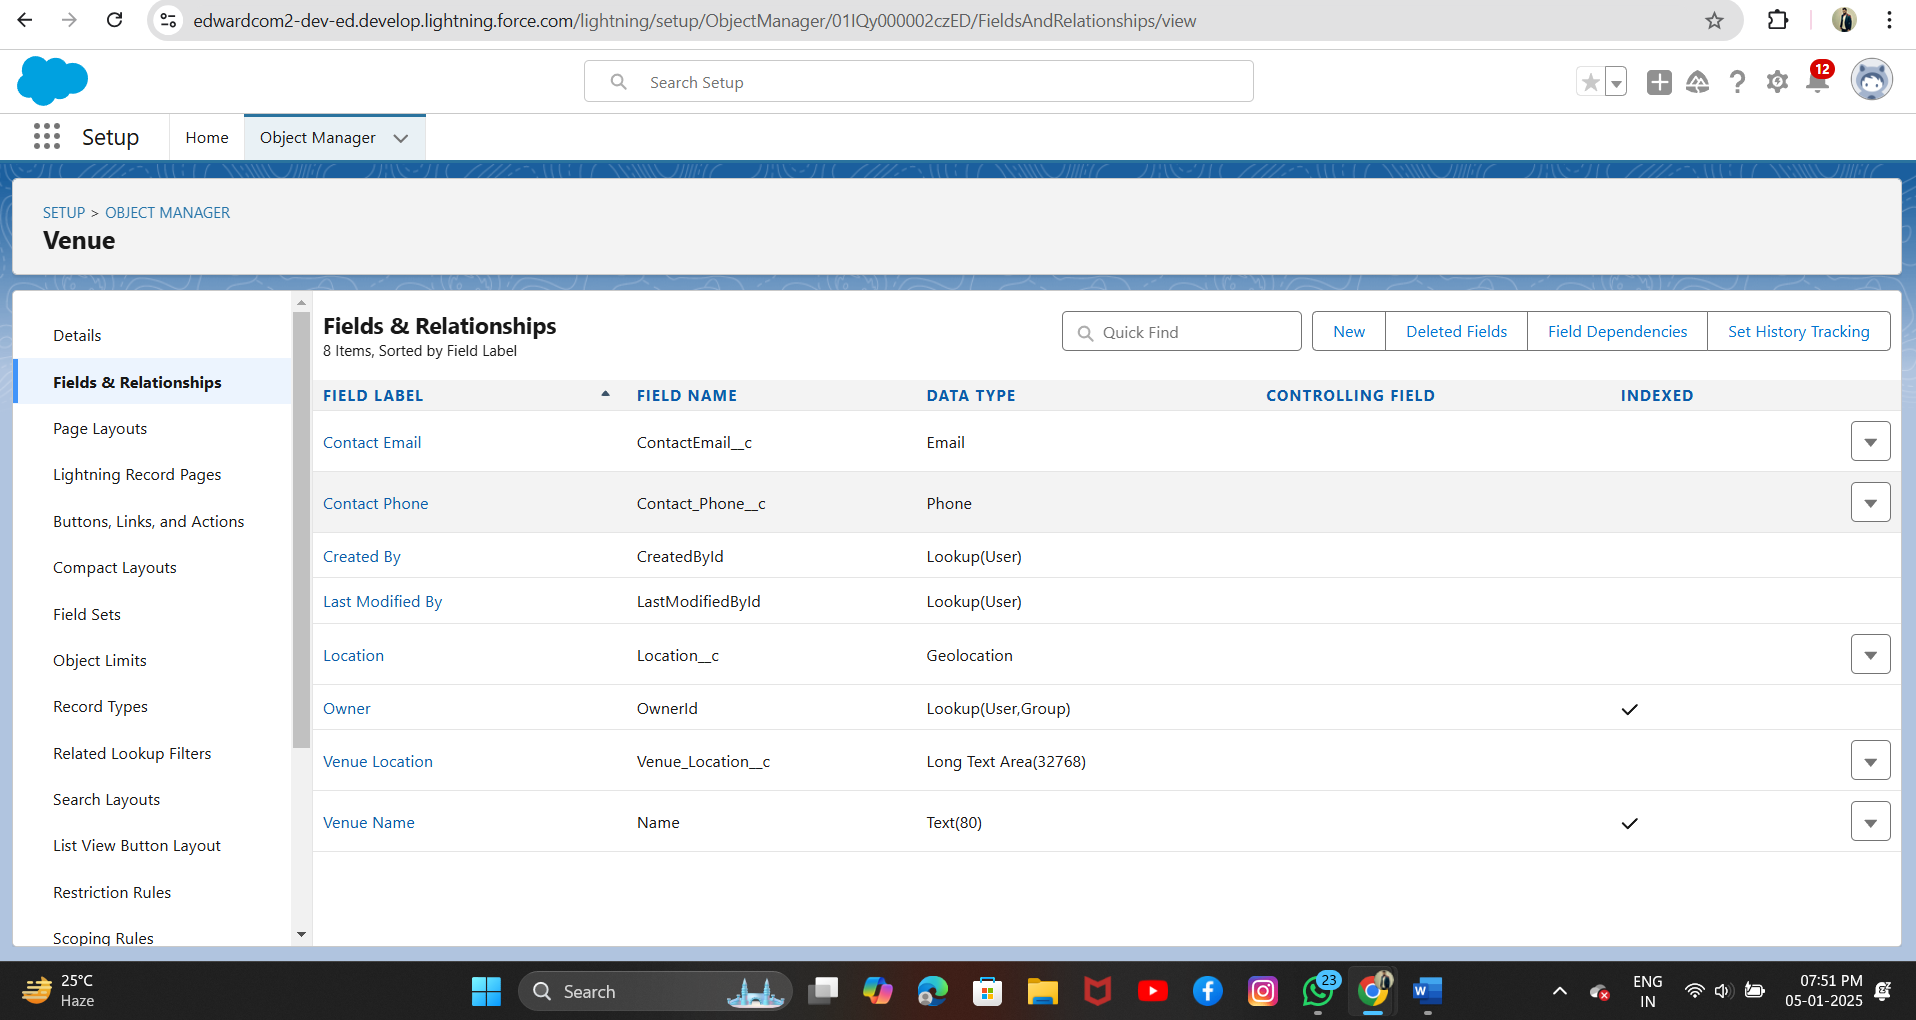 edwardcom2-dev-ed.develop.lightning.force.com/lightning/setup/ObjectManager/01IQy000002czED/FieldsAndRelationships/view
Search Setup
12
Setup
Home
Object Manager
SETUP > OBJECT MANAGER
Venue
Details
Fields & Relationships
Page Layouts
Lightning Record Pages
Buttons, Links, and Actions
Compact Layouts
Field Sets
Object Limits
Record Types
Related Lookup Filters
Search Layouts
List View Button Layout
Restriction Rules
Scoping Rules
Fields & Relationships
8 Items, Sorted by Field Label
Quick Find
New
Deleted Fields
Field Dependencies
Set History Tracking
FIELD LABEL FIELD NAME DATA TYPE CONTROLLING FIELD INDEXED
Contact Email ContactEmail__c Email
Contact Phone Contact_Phone__c Phone
Created By CreatedById Lookup(User)
Last Modified By LastModifiedById Lookup(User)
Location Location__c Geolocation
Owner OwnerId Lookup(User,Group)
Venue Location Venue_Location__c Long Text Area(32768)
Venue Name Name Text(80)
25°C
Haze
Search
23
W
ENG
IN
07:51 PM
05-01-2025